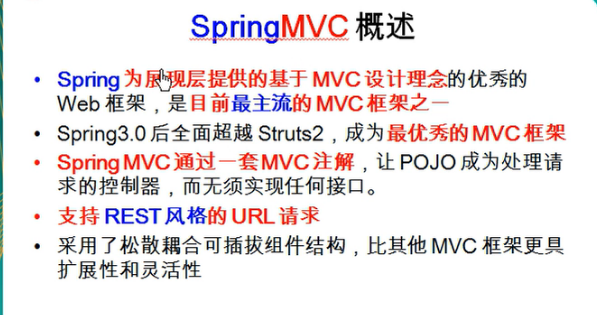 SpringMVC 概述
• Spring 为展现层提供的基于 MVC 设计理念的优秀的
Web 框架，是目前最主流的 MVC 框架之一
• Spring3.0 后全面超越 Struts2，成为最优秀的 MVC 框架
• Spring MVC 通过一套 MVC 注解，让 POJO 成为处理请
求的控制器，而无须实现任何接口。
• 支持 REST 风格的 URL 请求
• 采用了松散耦合可插拔组件结构，比其他 MVC 框架更具
扩展性和灵活性